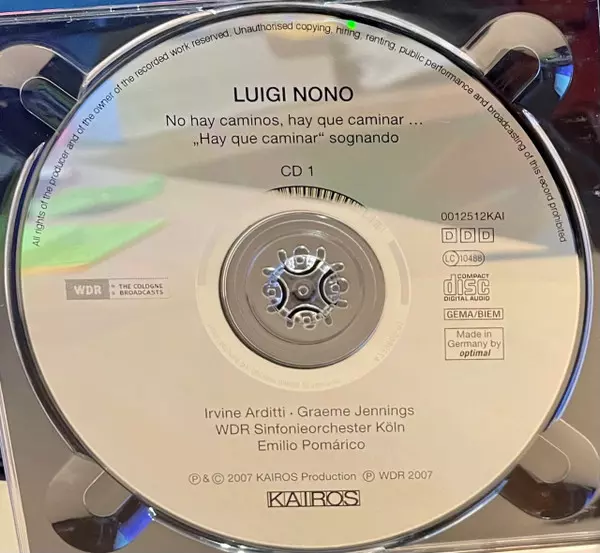 All rights of the producer and of the owner of the recorded work reserved. Unauthorised copying, hiring, renting, public performance and broadcasting of this record prohibited
LUIGI NONO
No hay caminos, hay que caminar ...
„Hay que caminar“ sognando
CD 1
0012512KAI
D D D
LC 10488
COMPACT
disc
DIGITAL AUDIO
GEMA/BIEM
Made in
Germany by
optimal
WDR THE COLOGNE
BROADCASTS
Irvine Arditti · Graeme Jennings
WDR Sinfonieorchester Köln
Emilio Pomárico
℗ & © 2007 KAIROS Production ℗ WDR 2007
KAIROS